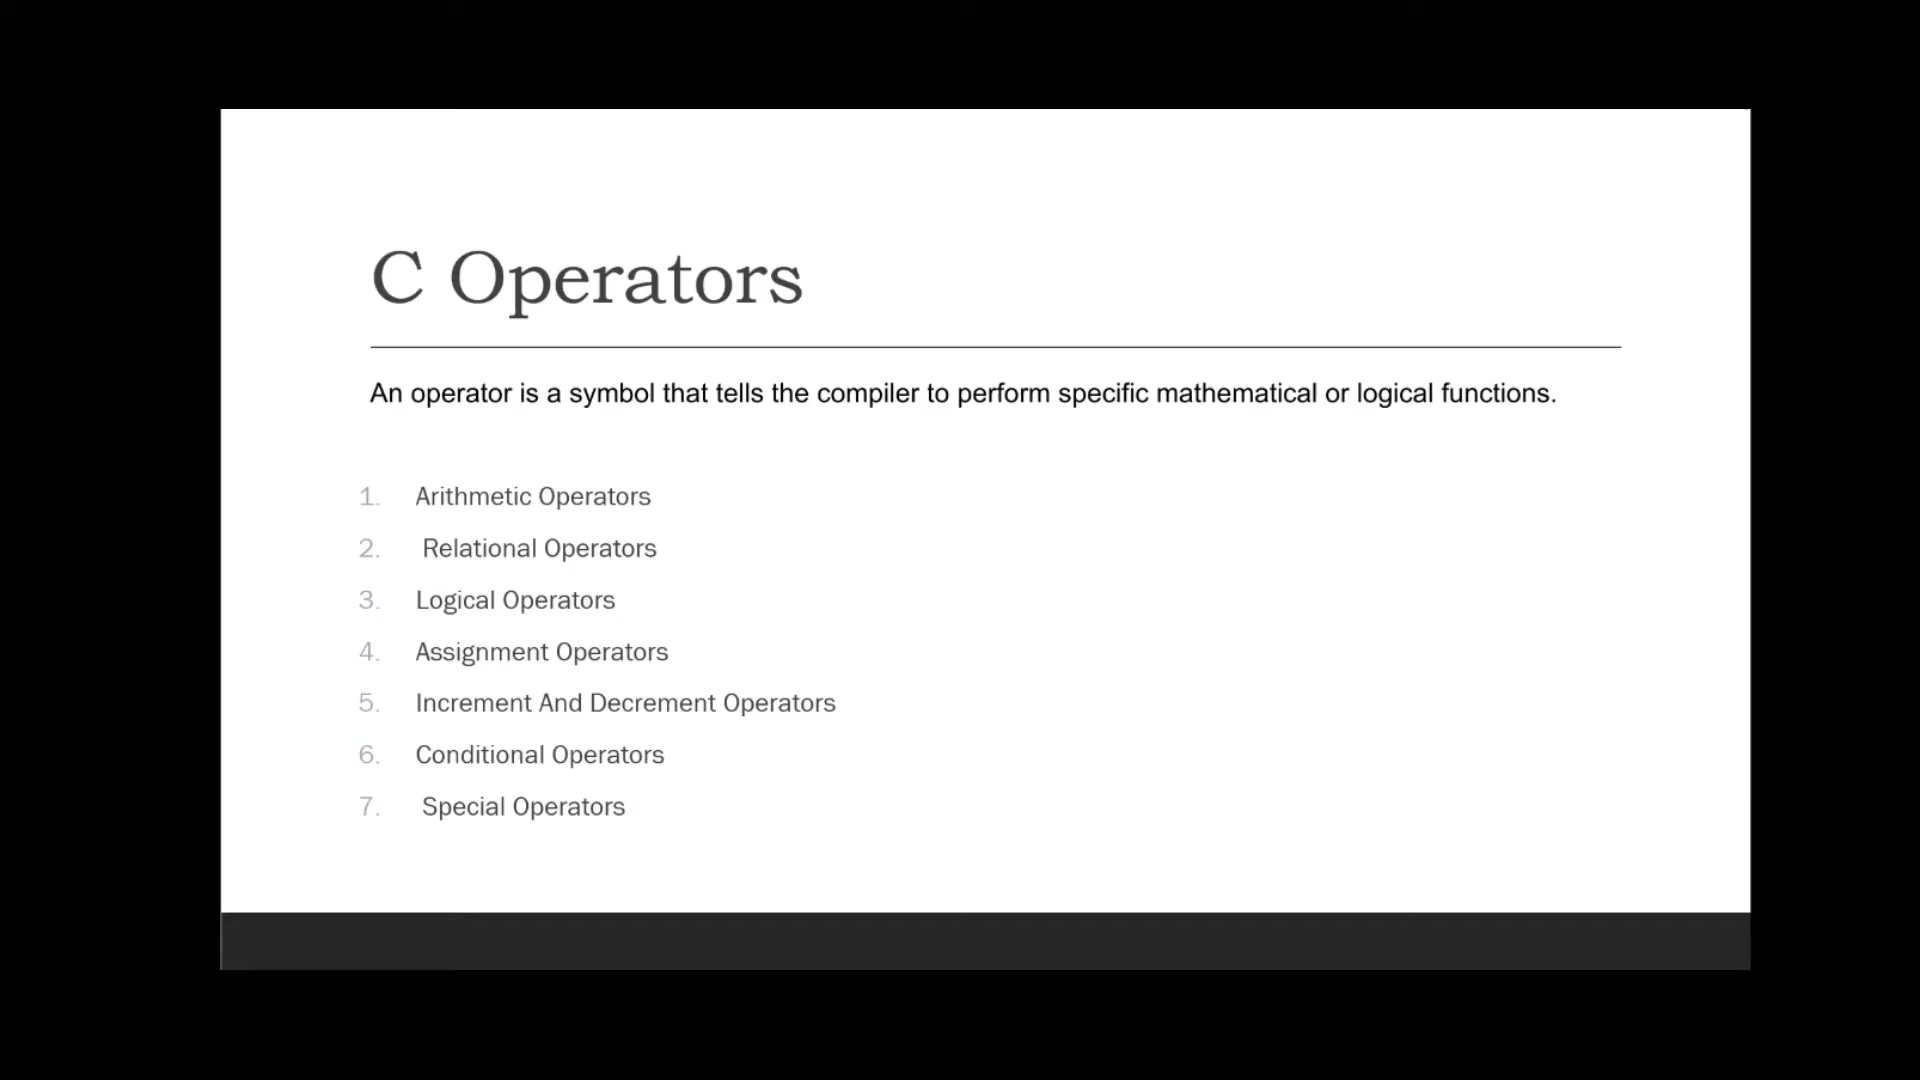 C Operators
An operator is a symbol that tells the compiler to perform specific mathematical or logical functions.
1. Arithmetic Operators
2. Relational Operators
3. Logical Operators
4. Assignment Operators
5. Increment And Decrement Operators
6. Conditional Operators
7. Special Operators